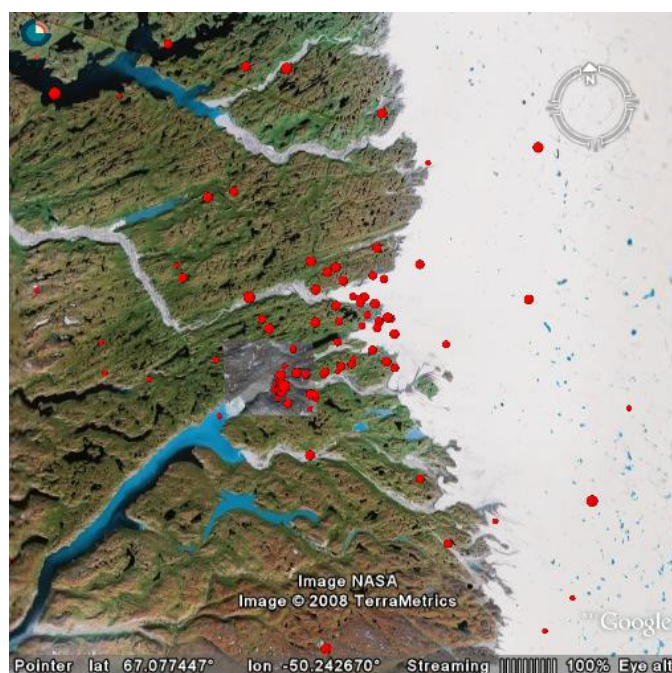 N
Image NASA
Image © 2008 TerraMetrics
Google
Pointer lat 67.077447° lon -50.242670° Streaming |||||||||| 100% Eye alt